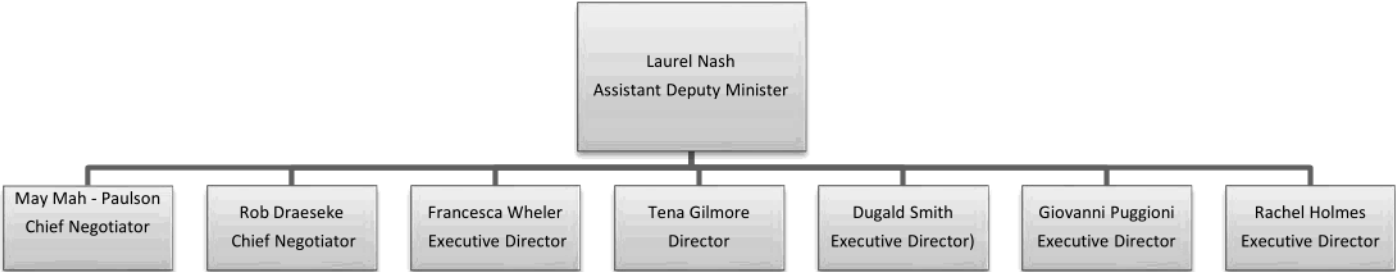 Laurel Nash
Assistant Deputy Minister
May Mah - Paulson
Chief Negotiator
Rob Draeseke
Chief Negotiator
Francesca Wheler
Executive Director
Tena Gilmore
Director
Dugald Smith
Executive Director)
Giovanni Puggioni
Executive Director
Rachel Holmes
Executive Director